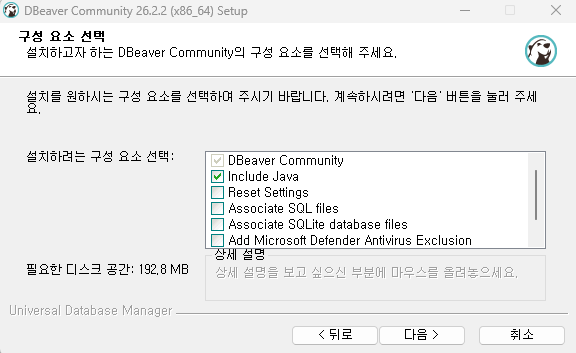 DBeaver Community 26.2.2 (x86_64) Setup
구성 요소 선택
설치하고자 하는 DBeaver Community의 구성 요소를 선택해 주세요.
설치를 원하시는 구성 요소를 선택하여 주시기 바랍니다. 계속하시려면 '다음' 버튼을 눌러 주세
요.
설치하려는 구성 요소 선택:
DBeaver Community
Include Java
Reset Settings
Associate SQL files
Associate SQLite database files
Add Microsoft Defender Antivirus Exclusion
필요한 디스크 공간: 192.8 MB
상세 설명
상세 설명을 보고 싶으신 부분에 마우스를 올려놓으세요.
Universal Database Manager
< 뒤로
다음 >
취소